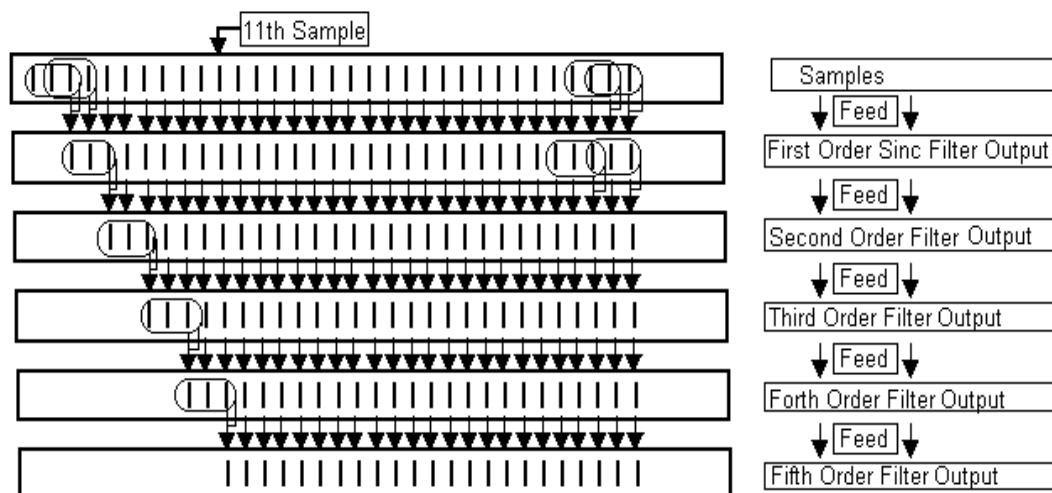 11th Sample
Samples
Feed
First Order Sinc Filter Output
Feed
Second Order Filter Output
Feed
Third Order Filter Output
Feed
Forth Order Filter Output
Feed
Fifth Order Filter Output